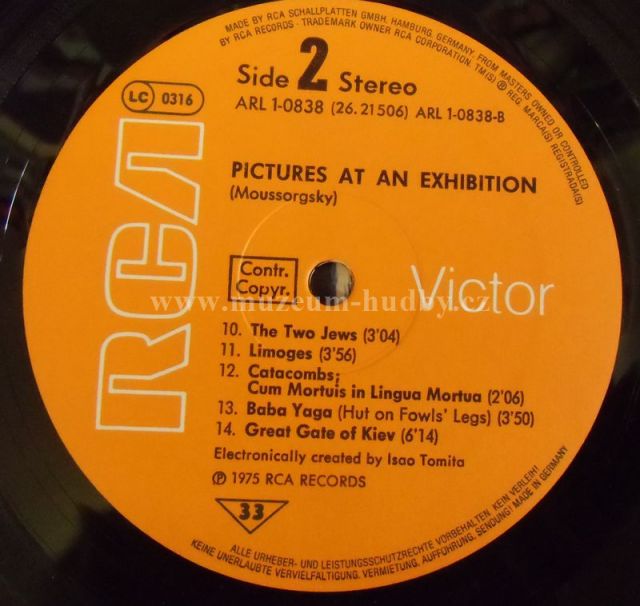 MADE BY RCA SCHALLPLATTEN GMBH. HAMBURG, GERMANY, FROM MASTERS OWNED OR CONTROLLED
BY RCA RECORDS · TRADEMARK OWNER RCA CORPORATION. TM(S) ® REG. MARCA(S) REGISTRADA(S)
Side 2 Stereo
LC 0316
ARL 1-0838 (26.21506) ARL 1-0838-B
PICTURES AT AN EXHIBITION
(Moussorgsky)
RCA
Contr.
Copyr.
Victor
www.muzeum-hudby.cz
10. The Two Jews (3'04)
11. Limoges (3'56)
12. Catacombs;
Cum Mortuis in Lingua Mortua (2'06)
13. Baba Yaga (Hut on Fowls' Legs) (3'50)
14. Great Gate of Kiev (6'14)
Electronically created by Isao Tomita
℗ 1975 RCA RECORDS
33
ALLE URHEBER- UND LEISTUNGSSCHUTZRECHTE VORBEHALTEN. KEIN VERLEIH!
KEINE UNERLAUBTE VERVIELFALTIGUNG, VERMIETUNG, AUFFUHRUNG, SENDUNG! MADE IN GERMANY